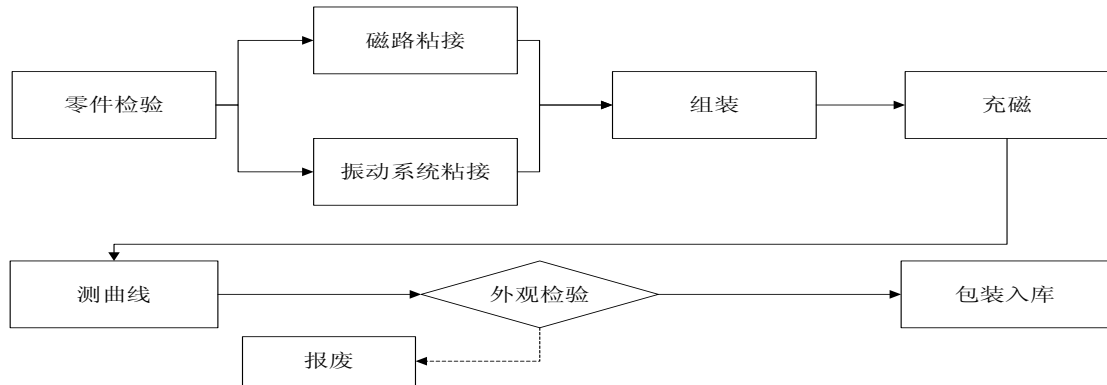 磁路粘接
零件检验
组装
充磁
振动系统粘接
测曲线
外观检验
包装入库
报废